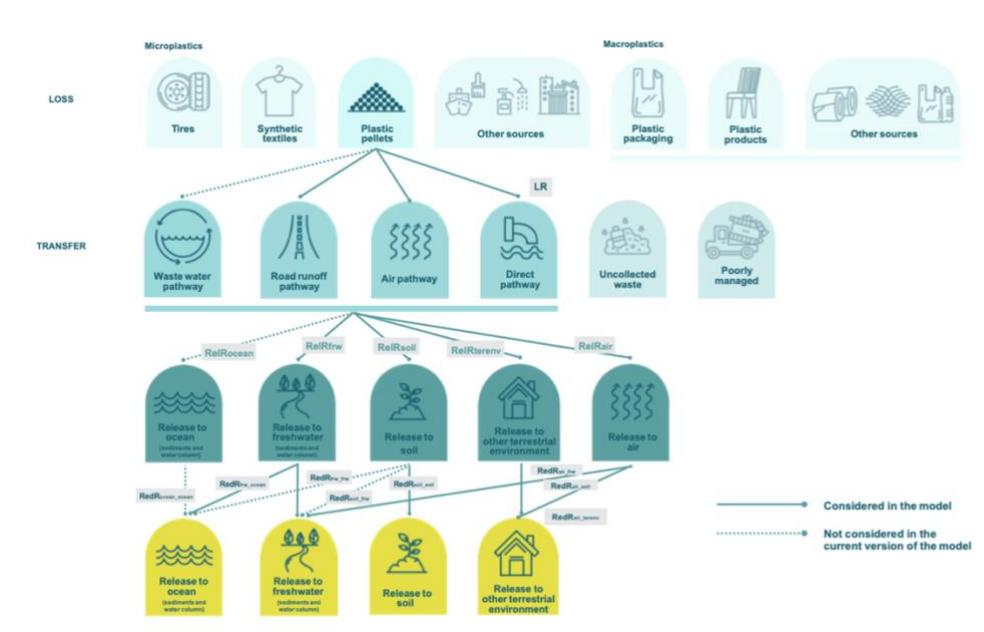 Microplastics
Macroplastics
LOSS
Tires
Synthetic
textiles
Plastic
pellets
Other sources
Plastic
packaging
Plastic
products
Other sources
LR
TRANSFER
Waste water
pathway
Road runoff
pathway
Air pathway
Direct
pathway
Uncollected
waste
Poorly
managed
RelRocean
RelRfrw
RelRsoil
RelRterenv
RelRair
Release to
ocean
(sediments and
water column)
Release to
freshwater
(sediments and
water column)
Release to
soil
Release to
other terrestrial
environment
Release to
air
RedRocean_ocean
RedRfrw_ocean
RedRfrw_frw
RedRsoil_frw
RedRsoil_soil
RedRair_frw
RedRair_soil
RedRair_terenv
Considered in the model
Not considered in the
current version of the model
Release to
ocean
(sediments and
water column)
Release to
freshwater
(sediments and
water column)
Release to
soil
Release to
other terrestrial
environment